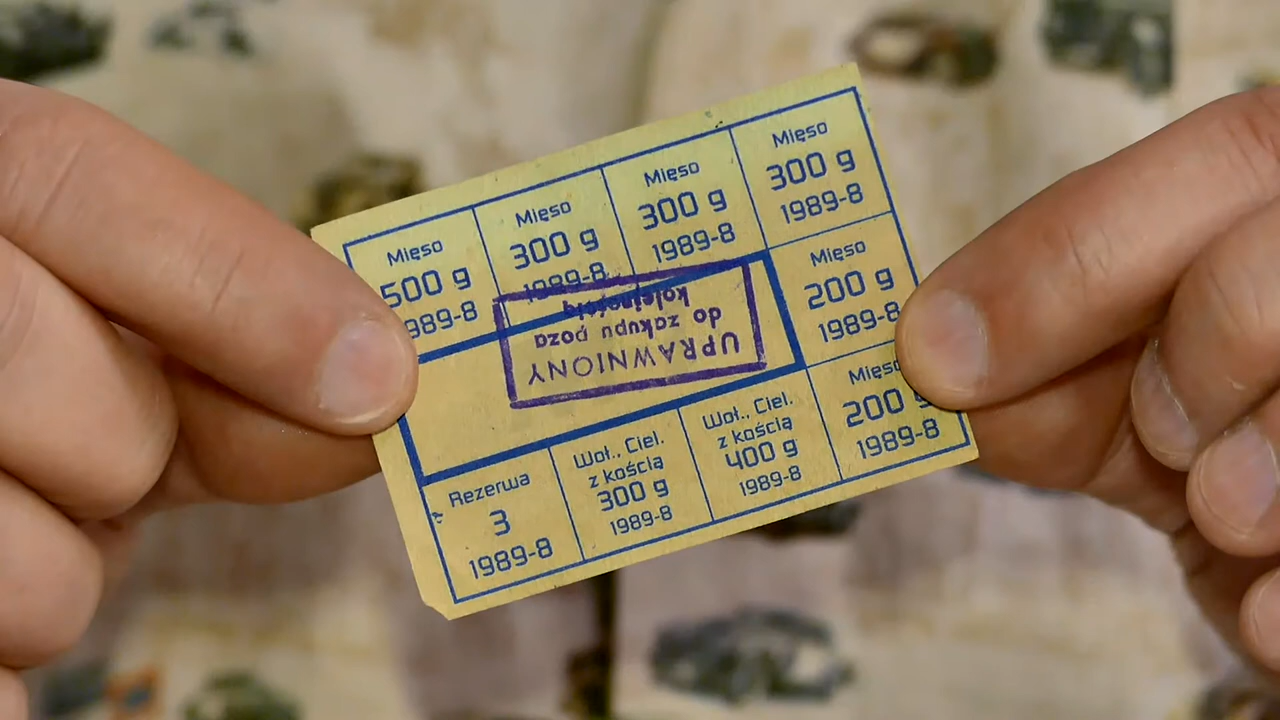 Mięso
500 g
1989-8
Mięso
300 g
1989-8
Mięso
300 g
1989-8
Mięso
300 g
1989-8
Mięso
200 g
1989-8
UPRAWNIONY
do zakupu poza
kolejnością
Rezerwa
3
1989-8
Woł., Ciel.
z kością
300 g
1989-8
Woł., Ciel.
z kością
400 g
1989-8
Mięso
200 g
1989-8